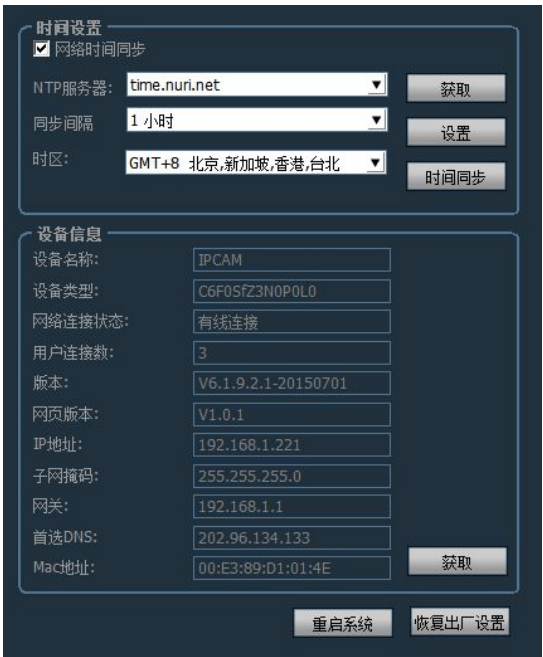 时间设置
网络时间同步
NTP服务器: time.nuri.net 获取
同步间隔 1 小时 设置
时区: GMT+8 北京,新加坡,香港,台北 时间同步
设备信息
设备名称: IPCAM
设备类型: C6F0SfZ3N0P0L0
网络连接状态: 有线连接
用户连接数: 3
版本: V6.1.9.2.1-20150701
网页版本: V1.0.1
IP地址: 192.168.1.221
子网掩码: 255.255.255.0
网关: 192.168.1.1
首选DNS: 202.96.134.133
Mac地址: 00:E3:89:D1:01:4E 获取
重启系统 恢复出厂设置